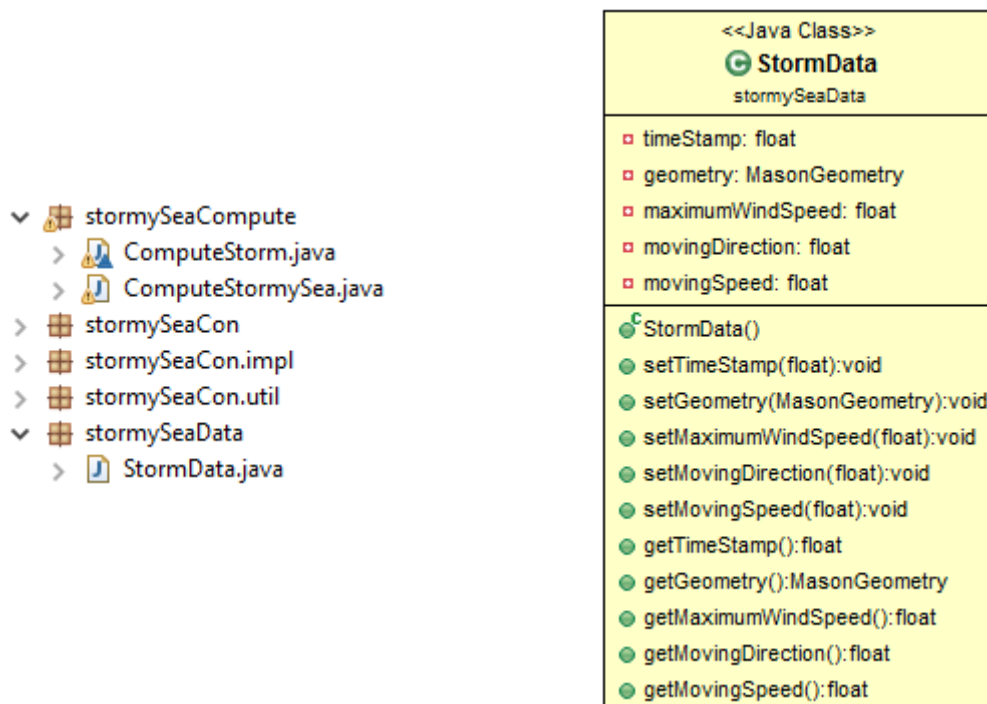 stormySeaCompute
ComputeStorm.java
ComputeStormySea.java
stormySeaCon
stormySeaCon.impl
stormySeaCon.util
stormySeaData
StormData.java
<<Java Class>>
StormData
stormySeaData
timeStamp: float
geometry: MasonGeometry
maximumWindSpeed: float
movingDirection: float
movingSpeed: float
StormData()
setTimeStamp(float):void
setGeometry(MasonGeometry):void
setMaximumWindSpeed(float):void
setMovingDirection(float):void
setMovingSpeed(float):void
getTimeStamp():float
getGeometry():MasonGeometry
getMaximumWindSpeed():float
getMovingDirection():float
getMovingSpeed():float